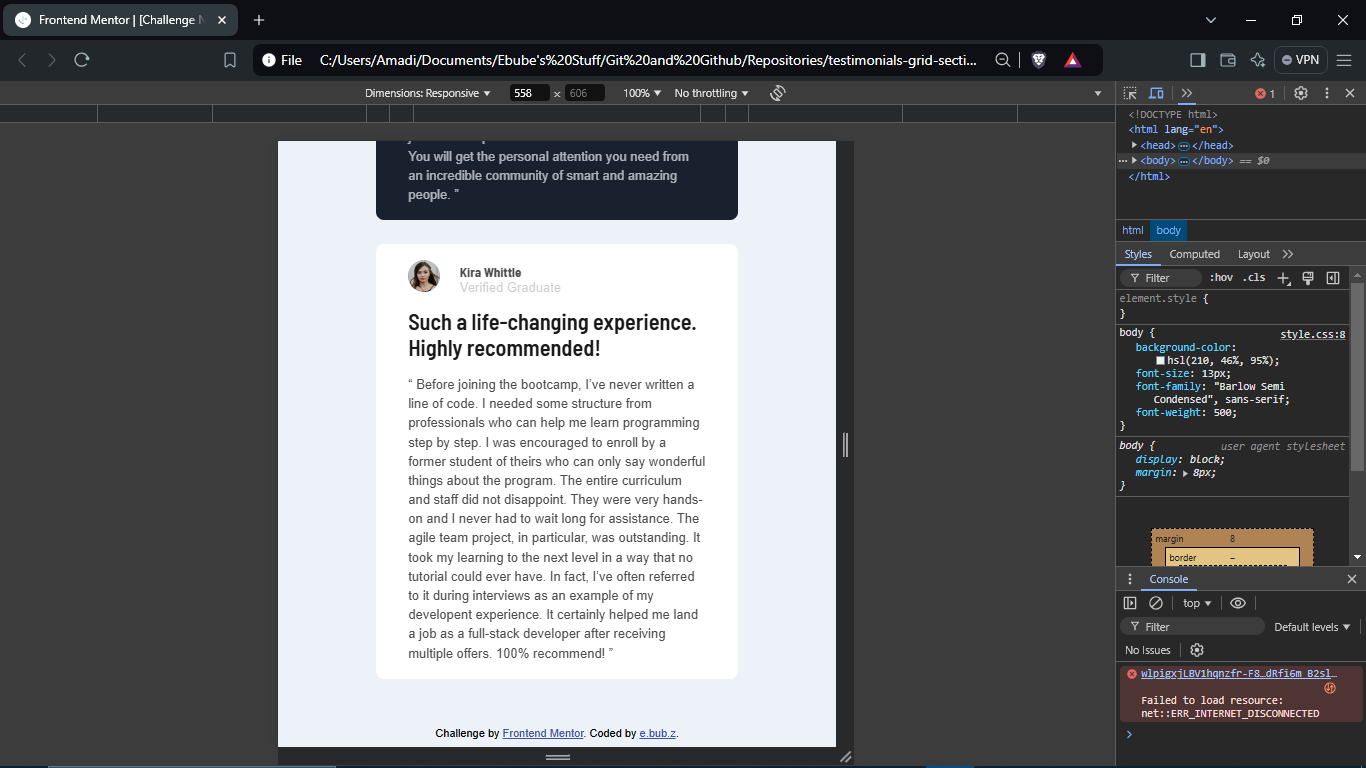 Frontend Mentor | [Challenge N
File C:/Users/Amadi/Documents/Ebube's%20Stuff/Git%20and%20Github/Repositories/testimonials-grid-secti...
VPN
Dimensions: Responsive 558 x 606 100% No throttling
1
You will get the personal attention you need from
an incredible community of smart and amazing
people. ”
Kira Whittle
Verified Graduate
Such a life-changing experience.
Highly recommended!
“ Before joining the bootcamp, I’ve never written a
line of code. I needed some structure from
professionals who can help me learn programming
step by step. I was encouraged to enroll by a
former student of theirs who can only say wonderful
things about the program. The entire curriculum
and staff did not disappoint. They were very hands-
on and I never had to wait long for assistance. The
agile team project, in particular, was outstanding. It
took my learning to the next level in a way that no
tutorial could ever have. In fact, I’ve often referred
to it during interviews as an example of my
developent experience. It certainly helped me land
a job as a full-stack developer after receiving
multiple offers. 100% recommend! ”
Challenge by Frontend Mentor. Coded by e.bub.z.
<!DOCTYPE html>
<html lang="en">
<head> ⋯ </head>
⋯ <body> ⋯ </body> == $0
</html>
html body
Styles Computed Layout
Filter :hov .cls
element.style {
}
body { style.css:8
background-color:
hsl(210, 46%, 95%);
font-size: 13px;
font-family: "Barlow Semi
Condensed", sans-serif;
font-weight: 500;
}
body { user agent stylesheet
display: block;
margin: 8px;
}
margin 8
border –
Console
top
Filter Default levels
No Issues
wlpigxjLBV1hqnzfr-F8…dRfi6m_B2sl…
Failed to load resource:
net::ERR_INTERNET_DISCONNECTED